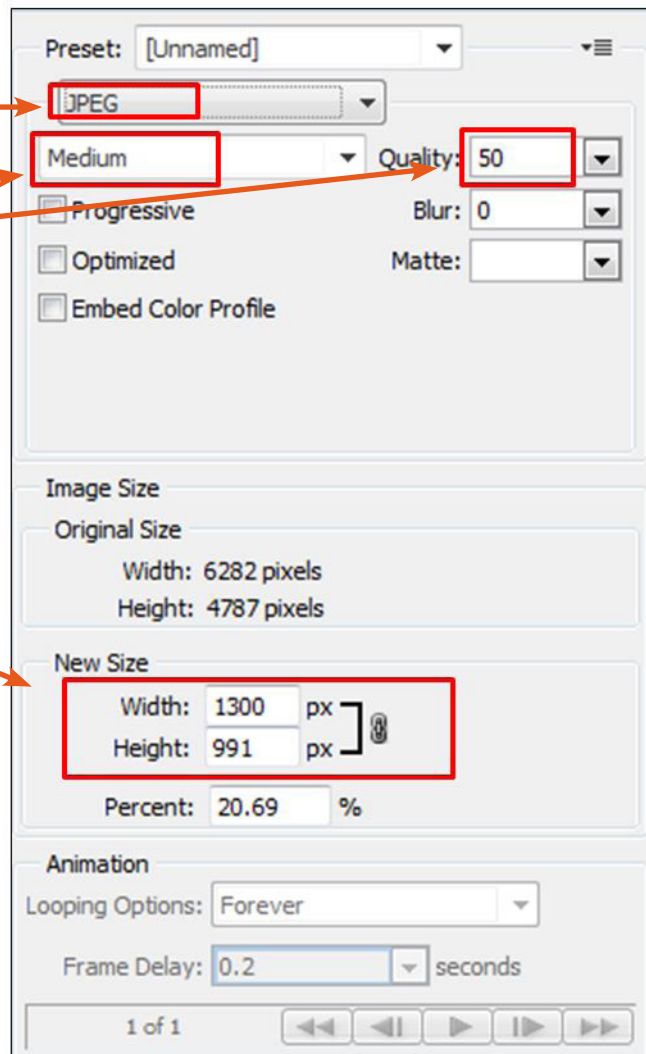 Preset: [Unnamed]
JPEG
Medium Quality: 50
Progressive Blur: 0
Optimized Matte:
Embed Color Profile
Image Size
Original Size
Width: 6282 pixels
Height: 4787 pixels
New Size
Width: 1300 px
Height: 991 px
Percent: 20.69 %
Animation
Looping Options: Forever
Frame Delay: 0.2 seconds
1 of 1